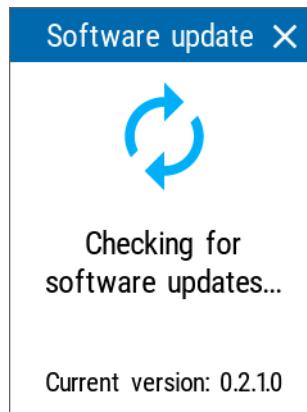 Software update
Checking for
software updates...
Current version: 0.2.1.0